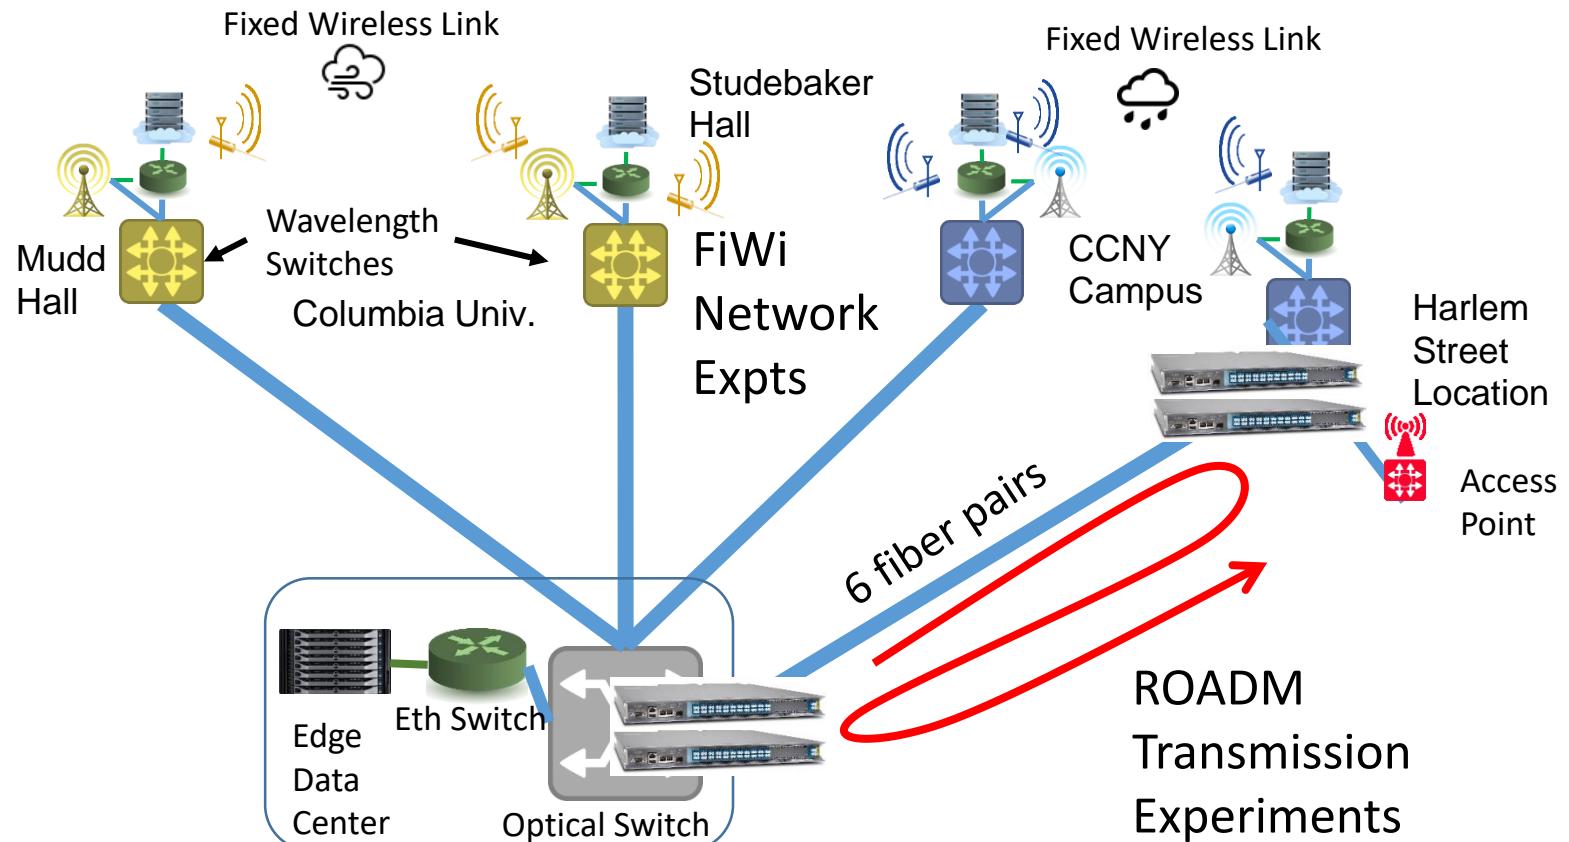 Fixed Wireless Link
Fixed Wireless Link
Studebaker
Hall
Mudd
Hall
Wavelength
Switches
Columbia Univ.
FiWi
Network
Expts
CCNY
Campus
Harlem
Street
Location
Access
Point
6 fiber pairs
Edge
Data
Center
Eth Switch
Optical Switch
ROADM
Transmission
Experiments